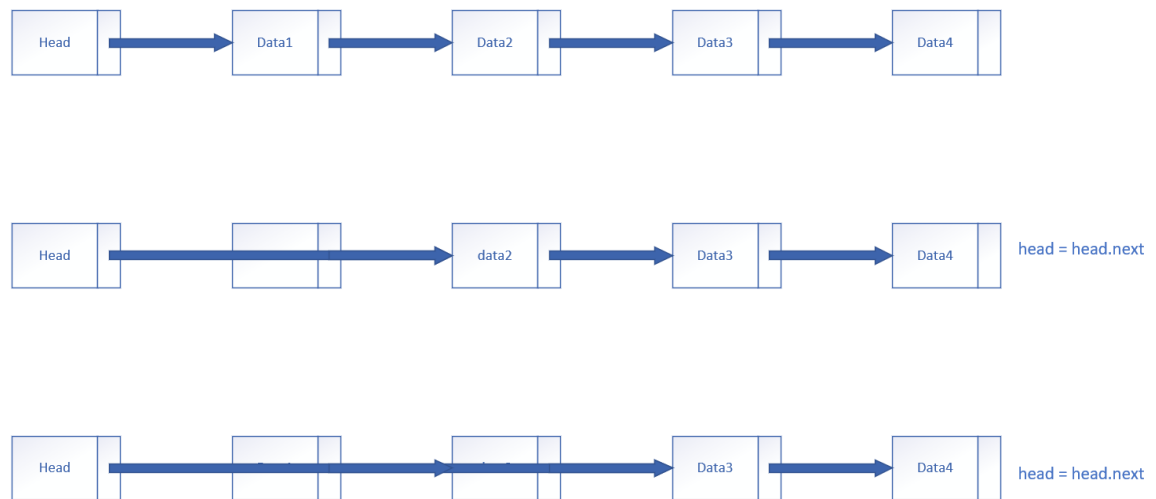 Head Data1 Data2 Data3 Data4
Head data2 Data3 Data4 head = head.next
Head Data3 Data4 head = head.next